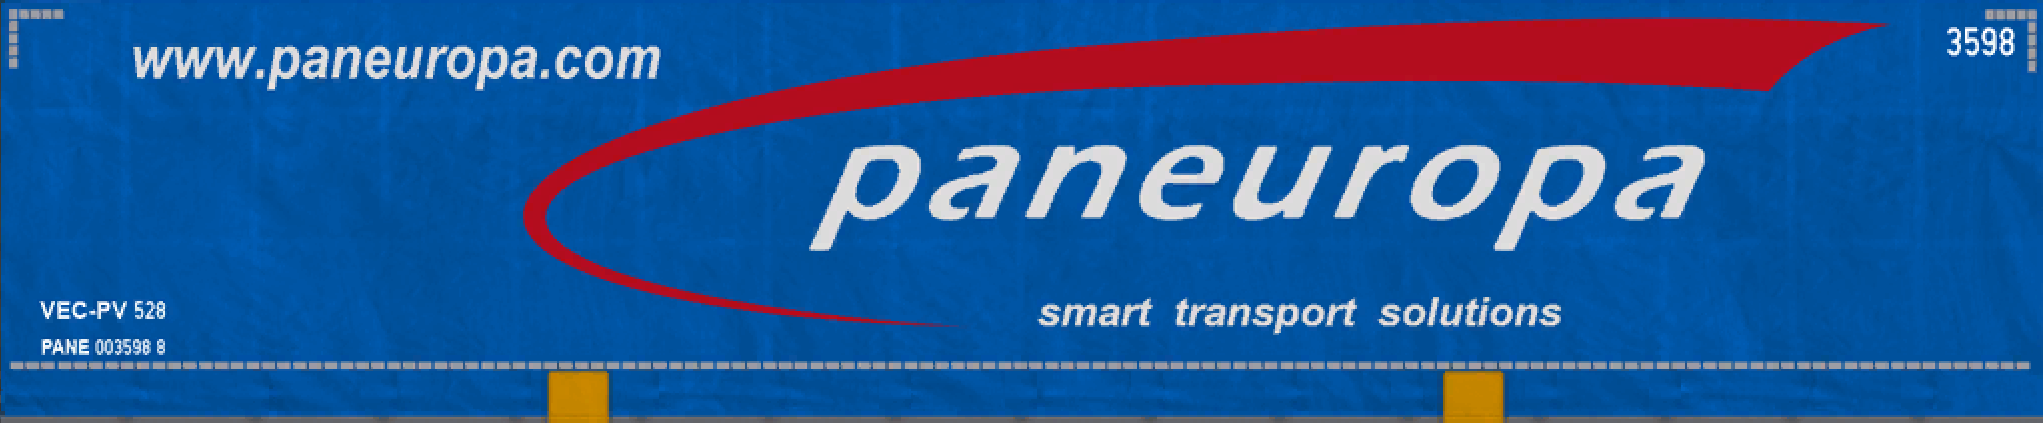 www.paneuropa.com
3598
paneuropa
smart transport solutions
VEC-PV 528
PANE 003598 8